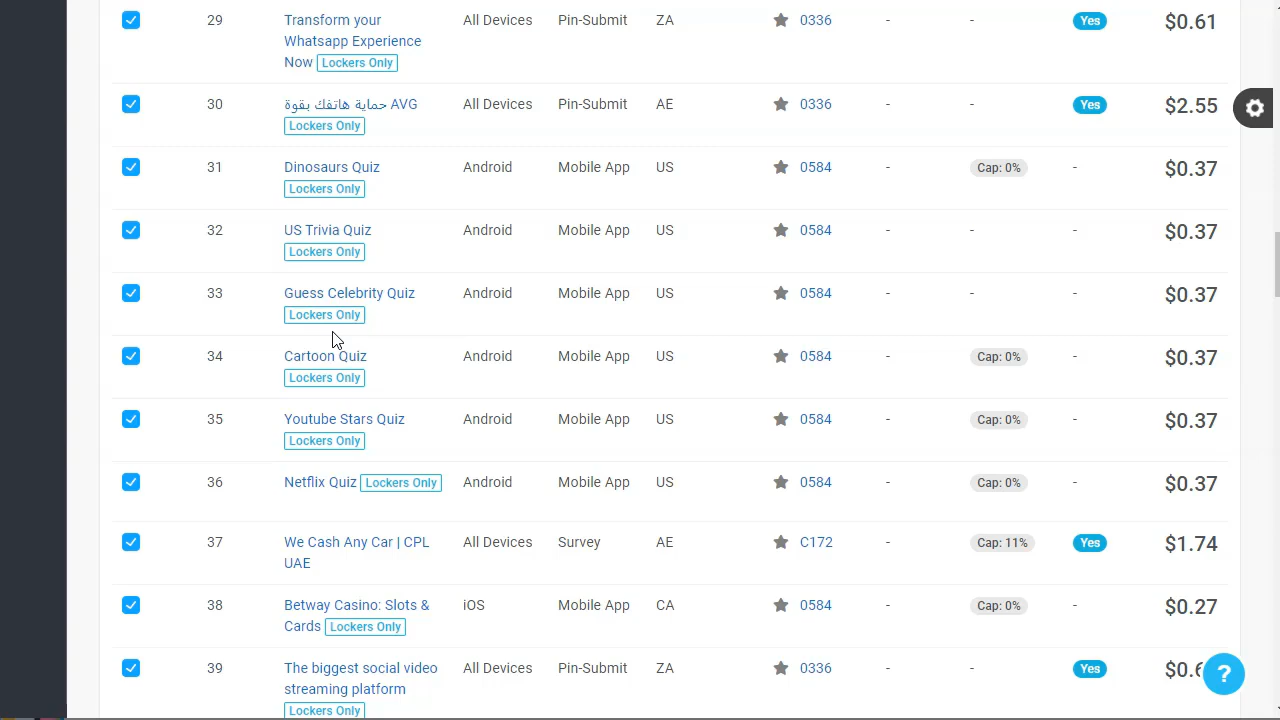 29 Transform your All Devices Pin-Submit ZA 0336 - - Yes $0.61
Whatsapp Experience
Now Lockers Only
30 حماية هاتفك بقوة AVG All Devices Pin-Submit AE 0336 - - Yes $2.55
Lockers Only
31 Dinosaurs Quiz Android Mobile App US 0584 - Cap: 0% - $0.37
Lockers Only
32 US Trivia Quiz Android Mobile App US 0584 - - - $0.37
Lockers Only
33 Guess Celebrity Quiz Android Mobile App US 0584 - - - $0.37
Lockers Only
34 Cartoon Quiz Android Mobile App US 0584 - Cap: 0% - $0.37
Lockers Only
35 Youtube Stars Quiz Android Mobile App US 0584 - Cap: 0% - $0.37
Lockers Only
36 Netflix Quiz Lockers Only Android Mobile App US 0584 - Cap: 0% - $0.37
37 We Cash Any Car | CPL All Devices Survey AE C172 - Cap: 11% Yes $1.74
UAE
38 Betway Casino: Slots & iOS Mobile App CA 0584 - Cap: 0% - $0.27
Cards Lockers Only
39 The biggest social video All Devices Pin-Submit ZA 0336 - - Yes
streaming platform ?
Lockers Only